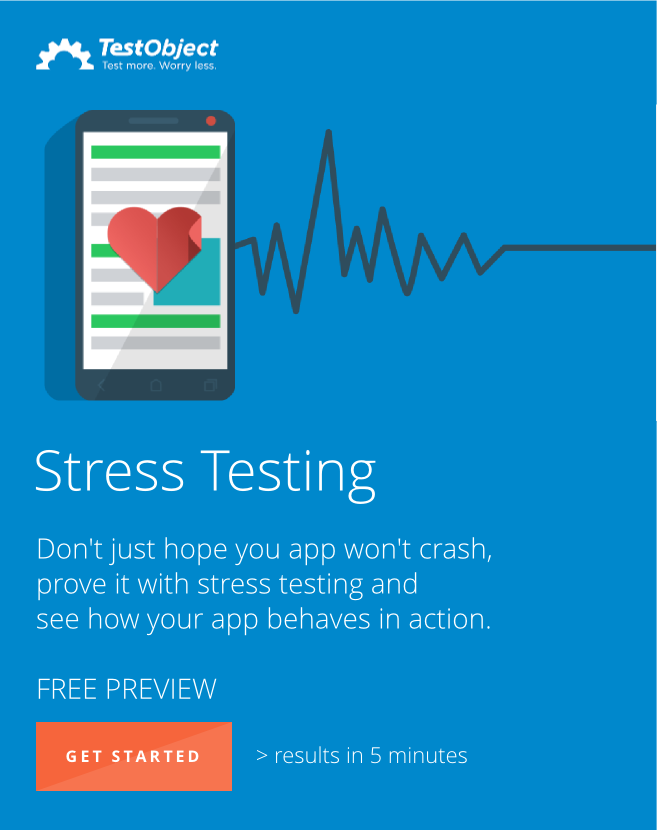 TestObject
Test more. Worry less.
Stress Testing
Don't just hope you app won't crash,
prove it with stress testing and
see how your app behaves in action.
FREE PREVIEW
GET STARTED
> results in 5 minutes